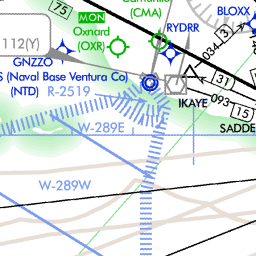 Camarillo
(CMA)
BLOXX
RYDRR
75
MON
Oxnard
(OXR)
034
3
112(Y)
GNZZO
31
S (Naval Base Ventura Co)
(NTD)
R-2519
IKAYE
093
15
SADDE
W-289E
W-289W
75